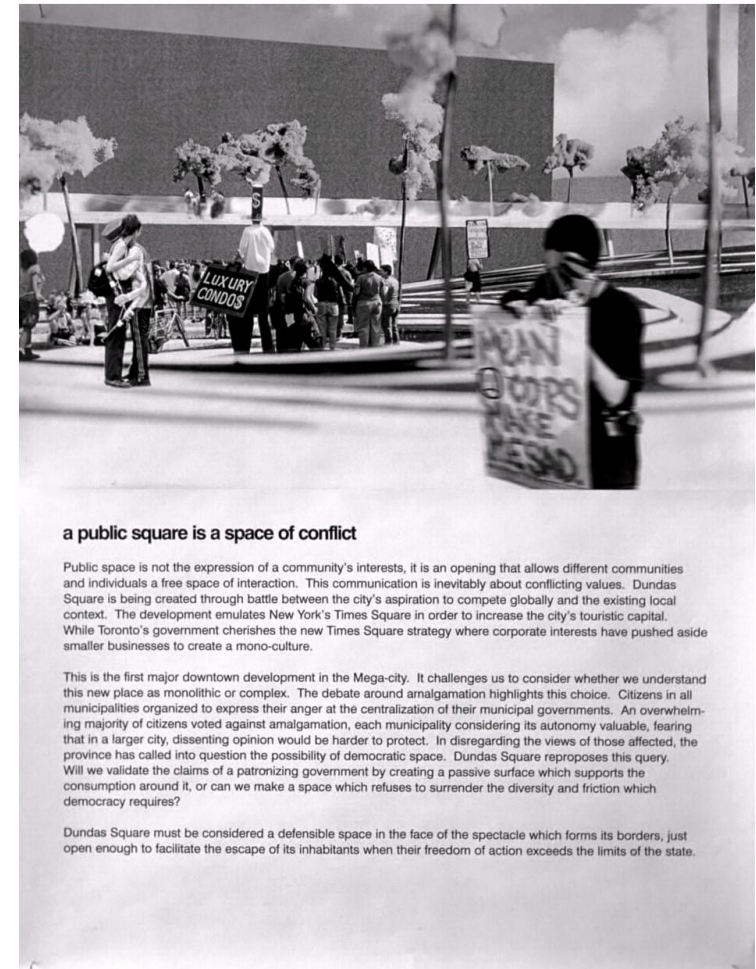 $
LUXURY
CONDOS
MEAN
COPS
MAKE
ME SAD.
a public square is a space of conflict
Public space is not the expression of a community's interests, it is an opening that allows different communities
and individuals a free space of interaction. This communication is inevitably about conflicting values. Dundas
Square is being created through battle between the city's aspiration to compete globally and the existing local
context. The development emulates New York's Times Square in order to increase the city's touristic capital.
While Toronto's government cherishes the new Times Square strategy where corporate interests have pushed aside
smaller businesses to create a mono-culture.
This is the first major downtown development in the Mega-city. It challenges us to consider whether we understand
this new place as monolithic or complex. The debate around amalgamation highlights this choice. Citizens in all
municipalities organized to express their anger at the centralization of their municipal governments. An overwhelm-
ing majority of citizens voted against amalgamation, each municipality considering its autonomy valuable, fearing
that in a larger city, dissenting opinion would be harder to protect. In disregarding the views of those affected, the
province has called into question the possibility of democratic space. Dundas Square reproposes this query.
Will we validate the claims of a patronizing government by creating a passive surface which supports the
consumption around it, or can we make a space which refuses to surrender the diversity and friction which
democracy requires?
Dundas Square must be considered a defensible space in the face of the spectacle which forms its borders, just
open enough to facilitate the escape of its inhabitants when their freedom of action exceeds the limits of the state.